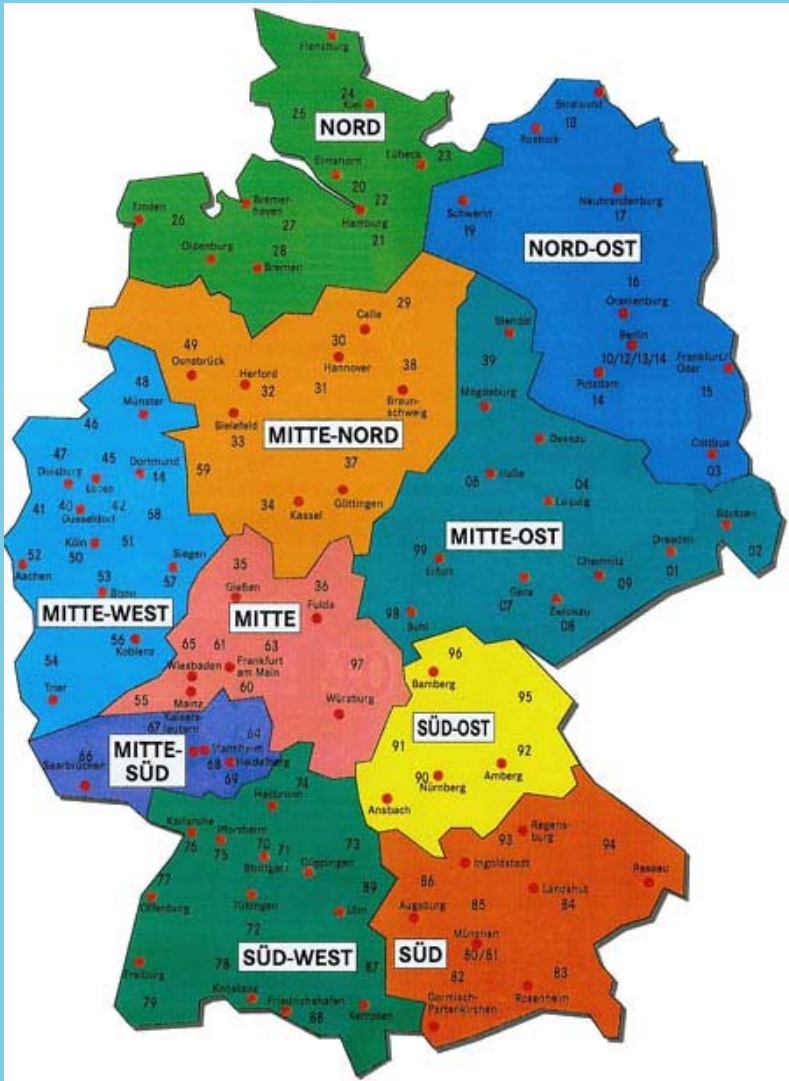 Flensburg
24
Kiel
25
NORD
Stralsund
18
Rostock
Elmshorn
Lübeck
23
20
22
Hamburg
21
Emden
26
Bremer-
haven
27
Oldenburg
28
Bremen
Schwerin
19
Neubrandenburg
17
NORD-OST
16
Oranienburg
Berlin
10/12/13/14
Potsdam
14
Frankfurt/
Oder
15
Cottbus
03
29
Celle
49
Osnabrück
30
Hannover
Herford
32
31
38
Braun-
schweig
Bielefeld
33
MITTE-NORD
59
37
Göttingen
34
Kassel
Stendal
39
Magdeburg
Dessau
06
Halle
04
Leipzig
MITTE-OST
Bautzen
02
Dresden
01
99
Erfurt
Chemnitz
09
Gera
07
Zwickau
08
98
Suhl
48
Münster
46
47
Duisburg
45
Essen
Dortmund
44
41
40
42
Düsseldorf
58
Köln
51
50
52
Aachen
Siegen
57
53
Bonn
MITTE-WEST
56
Koblenz
54
Trier
35
Gießen
36
Fulda
MITTE
65
61
63
Wiesbaden
Frankfurt
am Main
60
97
55
Mainz
Würzburg
Kaisers-
lautern
67
64
66
MITTE-
SÜD
Mannheim
68
Heidelberg
69
Saarbrücken
96
Bamberg
95
SÜD-OST
91
92
90
Nürnberg
Amberg
Ansbach
74
Heilbronn
Karlsruhe
76
Pforzheim
75
70
71
Stuttgart
73
Göppingen
77
Offenburg
Tübingen
89
Ulm
72
SÜD-WEST
Freiburg
78
87
79
Konstanz
Friedrichshafen
88
Kempten
93
Regens-
burg
94
Ingolstadt
Passau
86
Landshut
Augsburg
85
84
München
80/81
SÜD
82
83
Garmisch-
Partenkirchen
Rosenheim